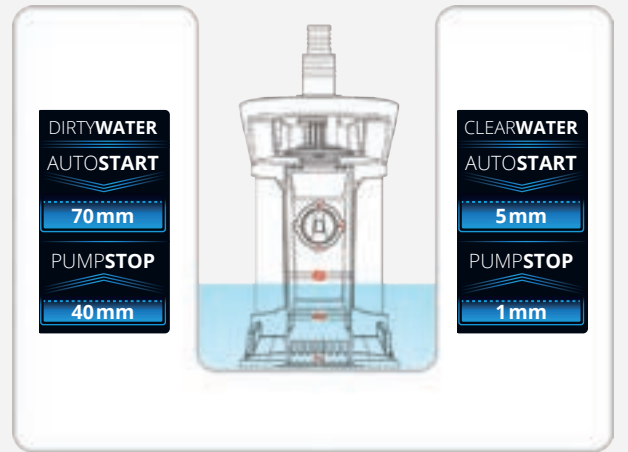 DIRTYWATER
AUTOSTART
70mm
PUMPSTOP
40mm
CLEARWATER
AUTOSTART
5mm
PUMPSTOP
1mm